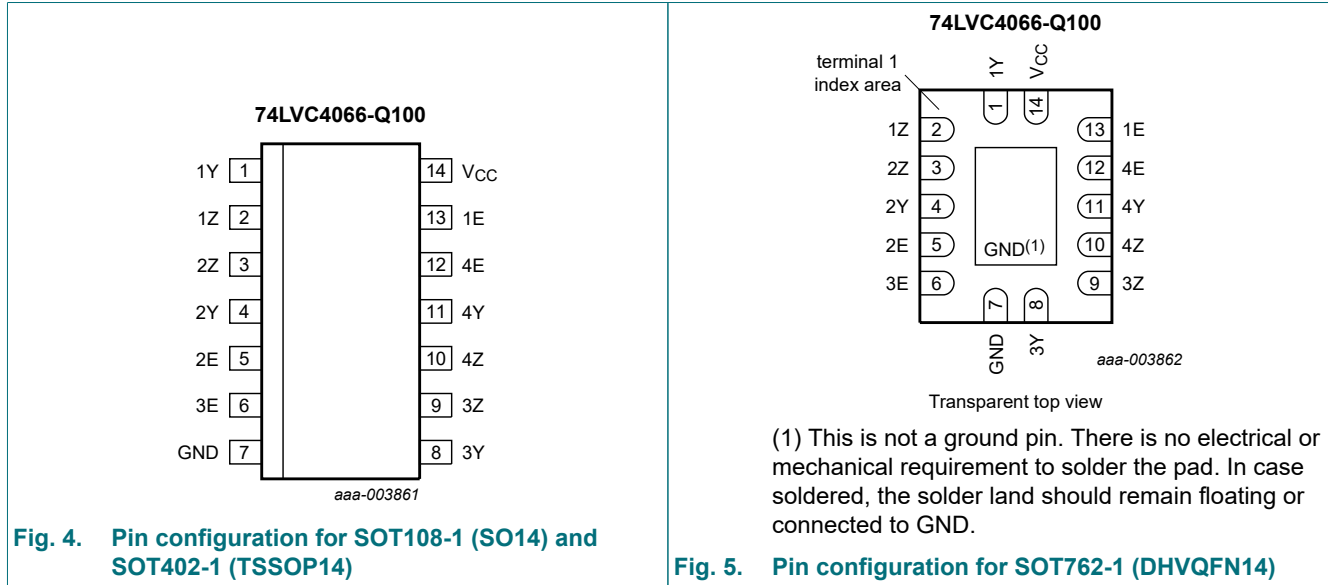 74LVC4066-Q100
1Y 1 14 VCC
1Z 2 13 1E
2Z 3 12 4E
2Y 4 11 4Y
2E 5 10 4Z
3E 6 9 3Z
GND 7 8 3Y
aaa-003861
Fig. 4. Pin configuration for SOT108-1 (SO14) and
SOT402-1 (TSSOP14)
74LVC4066-Q100
terminal 1
index area
1Y VCC
1 14
1Z 2 13 1E
2Z 3 12 4E
2Y 4 11 4Y
2E 5 GND(1) 10 4Z
3E 6 9 3Z
7 8
GND 3Y
aaa-003862
Transparent top view
(1) This is not a ground pin. There is no electrical or
mechanical requirement to solder the pad. In case
soldered, the solder land should remain floating or
connected to GND.
Fig. 5. Pin configuration for SOT762-1 (DHVQFN14)